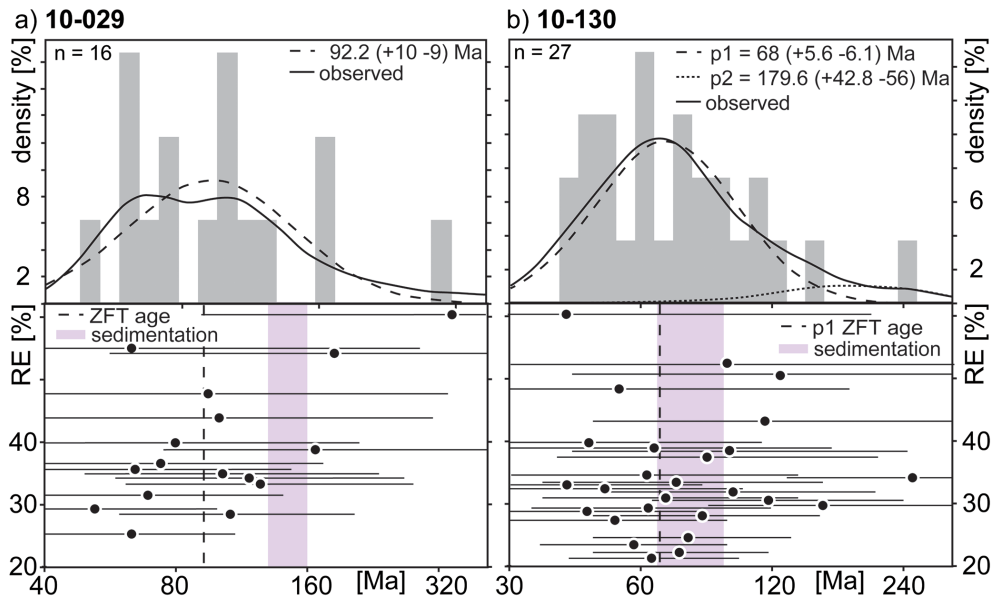 a) 10-029
n = 16
92.2 (+10 -9) Ma
observed
density [%]
8
2
ZFT age
sedimentation
RE [%]
40
30
20
40 80 160 [Ma] 320
b) 10-130
n = 27
p1 = 68 (+5.6 -6.1) Ma
p2 = 179.6 (+42.8 -56) Ma
observed
density [%]
6
2
p1 ZFT age
sedimentation
RE [%]
40
30
20
30 60 120 [Ma] 240